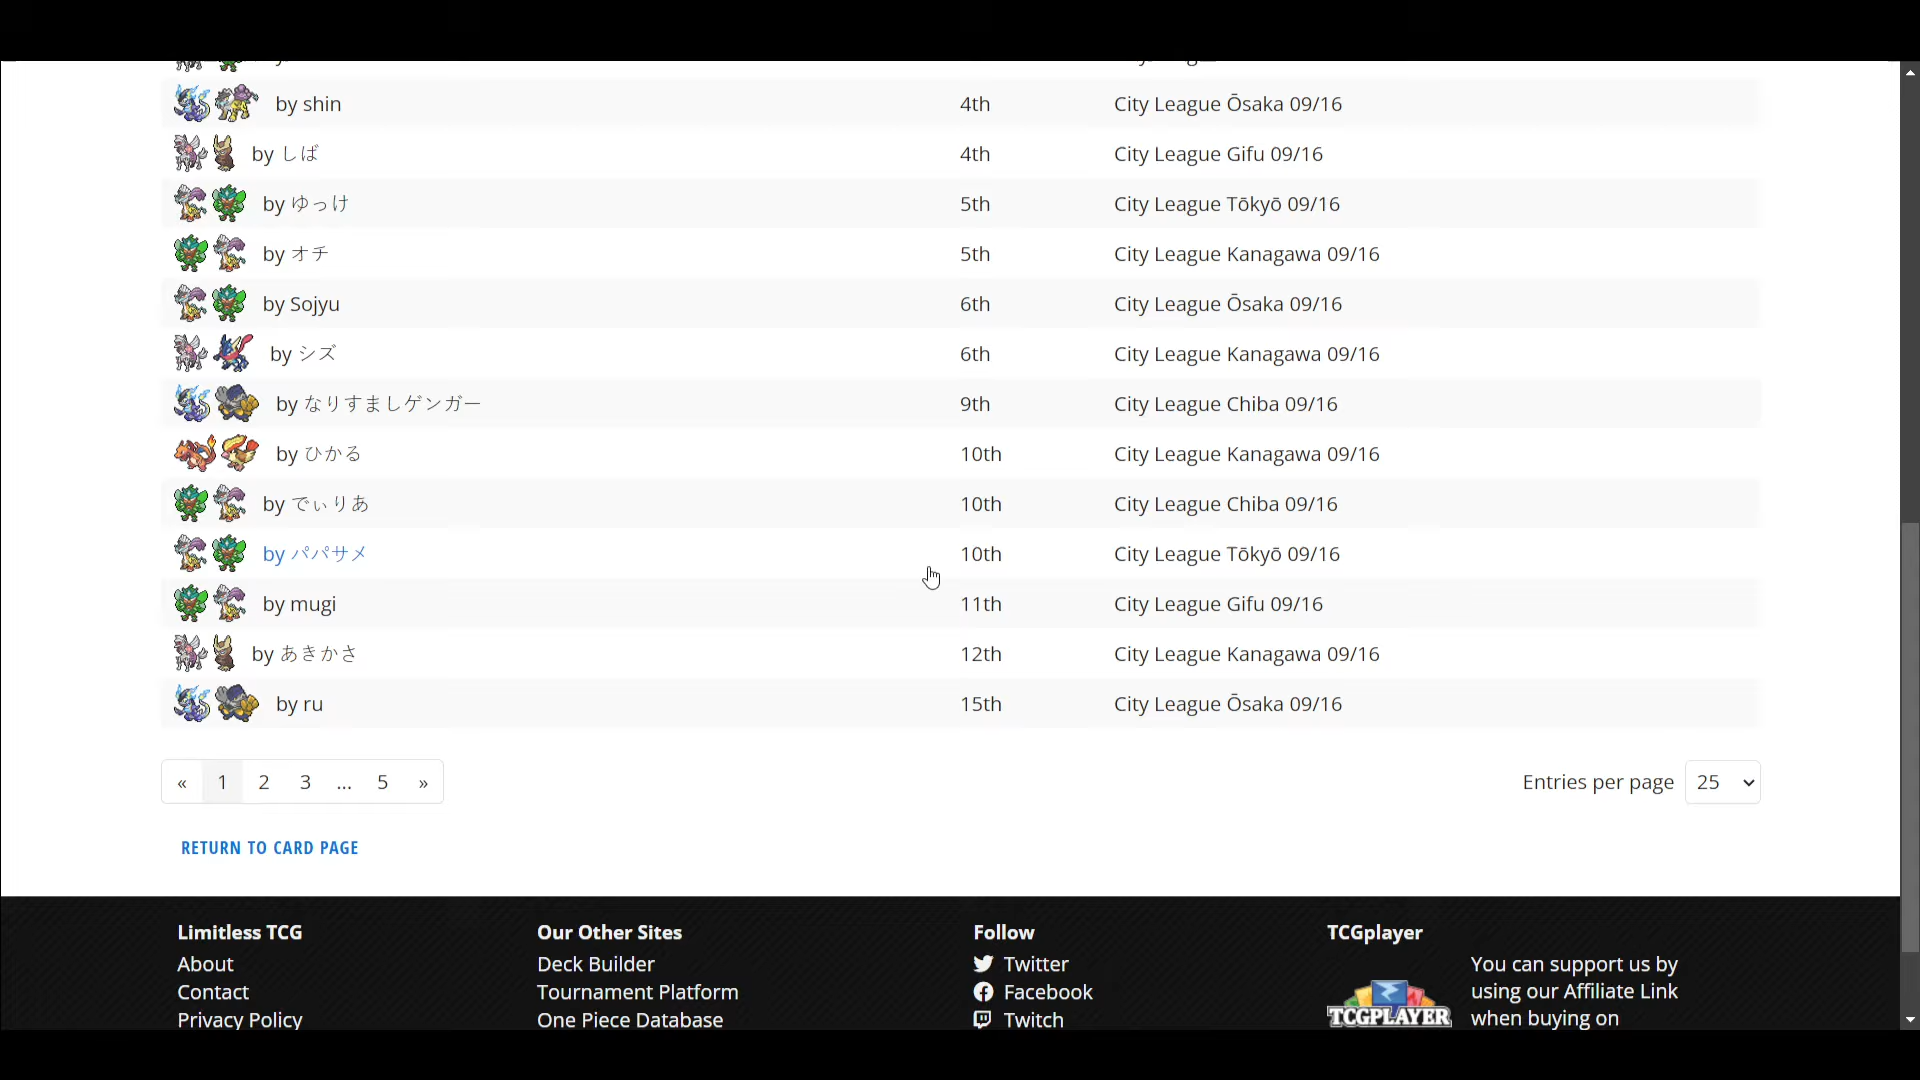 by shin 4th City League Ōsaka 09/16
by しば 4th City League Gifu 09/16
by ゆっけ 5th City League Tōkyō 09/16
by オチ 5th City League Kanagawa 09/16
by Sojyu 6th City League Ōsaka 09/16
by シズ 6th City League Kanagawa 09/16
by なりすましゲンガー 9th City League Chiba 09/16
by ひかる 10th City League Kanagawa 09/16
by でぃりあ 10th City League Chiba 09/16
by パパサメ 10th City League Tōkyō 09/16
by mugi 11th City League Gifu 09/16
by あきかさ 12th City League Kanagawa 09/16
by ru 15th City League Ōsaka 09/16
« 1 2 3 ... 5 » Entries per page 25
RETURN TO CARD PAGE
Limitless TCG
About
Contact
Privacy Policy
Our Other Sites
Deck Builder
Tournament Platform
One Piece Database
Follow
Twitter
Facebook
Twitch
TCGplayer
TCGPLAYER
You can support us by
using our Affiliate Link
when buying on